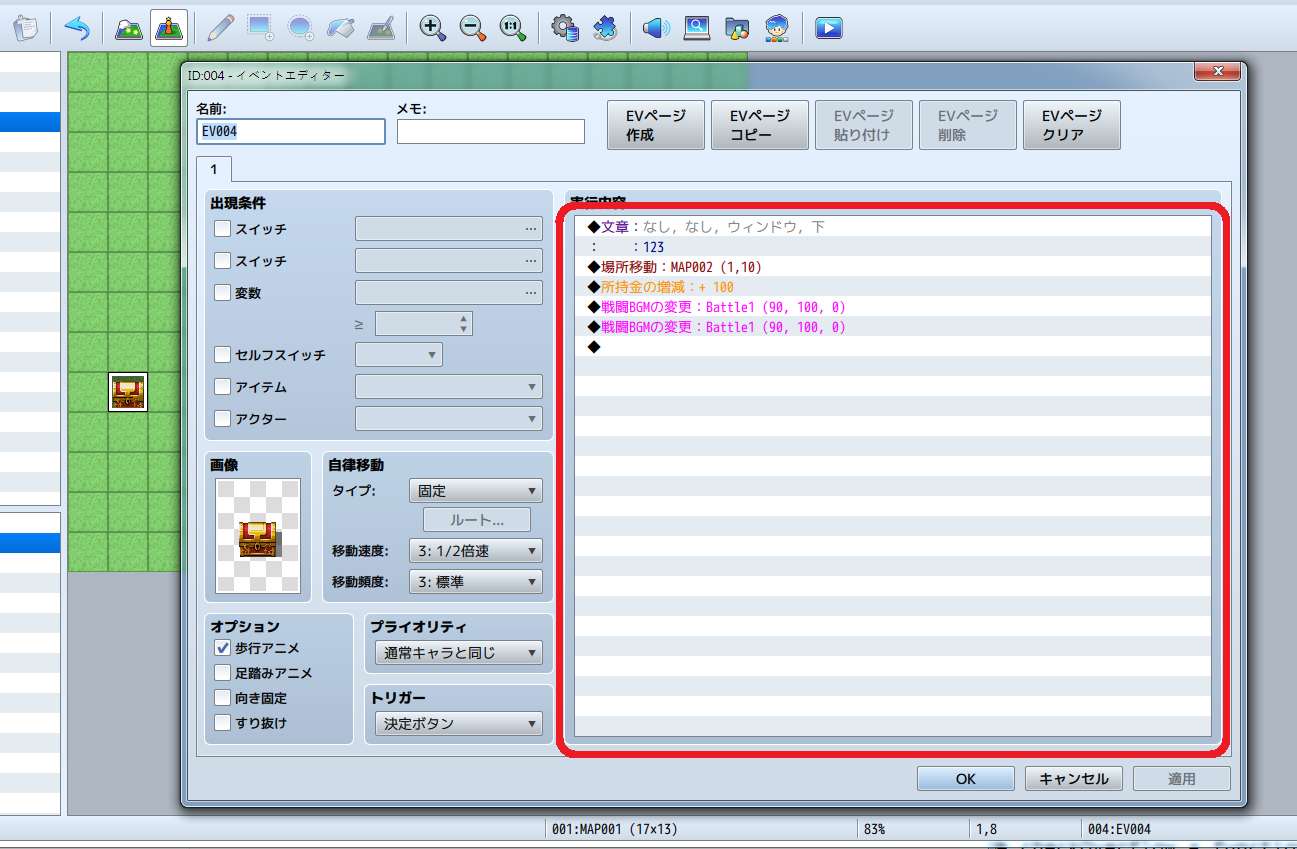 1:1
ID:004 - イベントエディター
名前:
メモ:
EV004
EVページ
作成
EVページ
コピー
EVページ
貼り付け
EVページ
削除
EVページ
クリア
1
出現条件
スイッチ
...
スイッチ
...
変数
...
≥
セルフスイッチ
アイテム
アクター
画像
自律移動
タイプ:
固定
ルート...
移動速度:
3: 1/2倍速
移動頻度:
3: 標準
オプション
歩行アニメ
足踏みアニメ
向き固定
すり抜け
プライオリティ
通常キャラと同じ
トリガー
決定ボタン
実行内容
◆文章：なし, なし, ウィンドウ, 下
：　　：123
◆場所移動：MAP002 (1,10)
◆所持金の増減：+ 100
◆戦闘BGMの変更：Battle1 (90, 100, 0)
◆戦闘BGMの変更：Battle1 (90, 100, 0)
◆
OK
キャンセル
適用
001:MAP001 (17x13)
83%
1,8
004:EV004